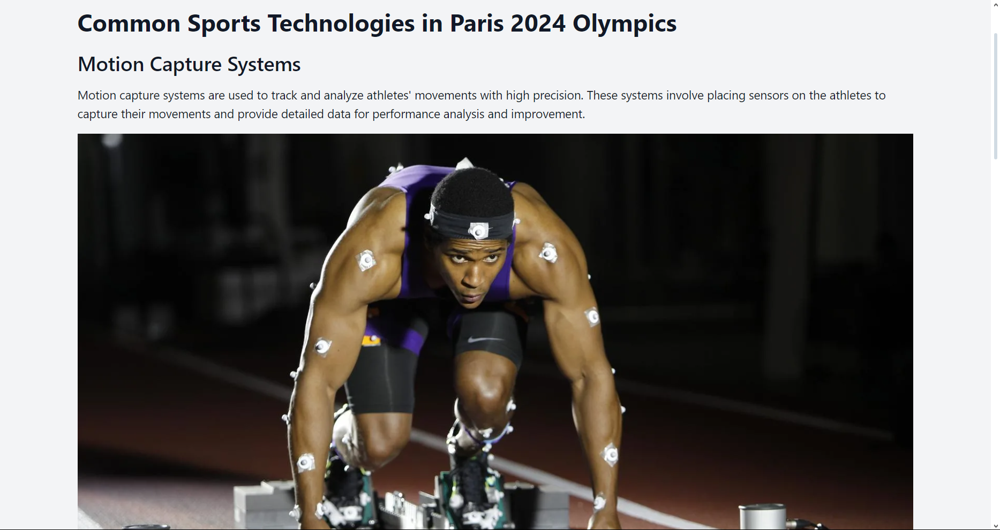 Common Sports Technologies in Paris 2024 Olympics
Motion Capture Systems
Motion capture systems are used to track and analyze athletes' movements with high precision. These systems involve placing sensors on the athletes to
capture their movements and provide detailed data for performance analysis and improvement.